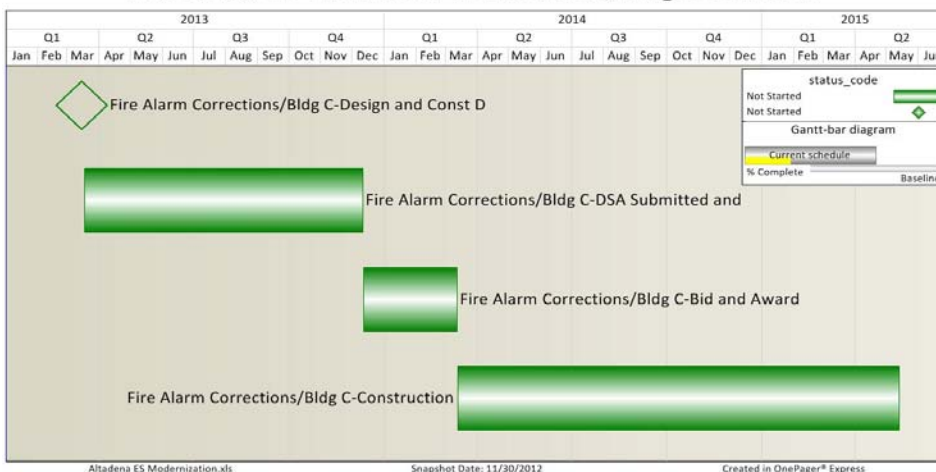 2013 2014 2015
Q1 Q2 Q3 Q4 Q1 Q2 Q3 Q4 Q1 Q2
Jan Feb Mar Apr May Jun Jul Aug Sep Oct Nov Dec Jan Feb Mar Apr May Jun Jul Aug Sep Oct Nov Dec Jan Feb Mar Apr May Ju
status_code
Not Started
Not Started
Gantt-bar diagram
Current schedule
% Complete
Baseline
Fire Alarm Corrections/Bldg C-Design and Const D
Fire Alarm Corrections/Bldg C-DSA Submitted and
Fire Alarm Corrections/Bldg C-Bid and Award
Fire Alarm Corrections/Bldg C-Construction
Altadena ES Modernization.xls Snapshot Date: 11/30/2012 Created in OnePager® Express